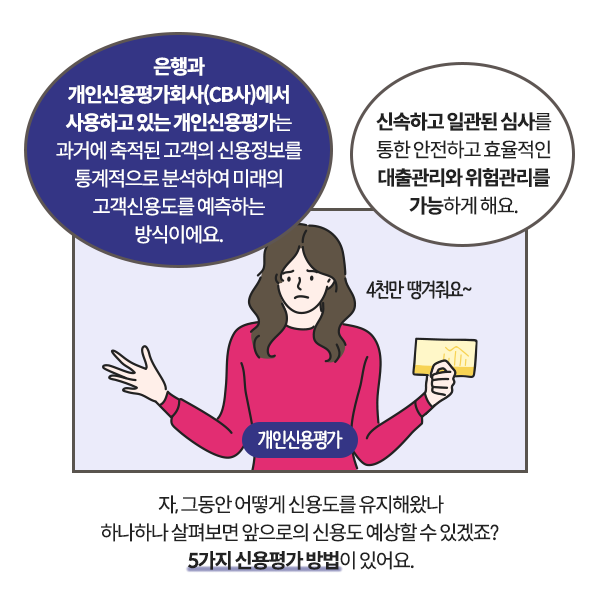 은행과
개인신용평가회사(CB사)에서
사용하고 있는 개인신용평가는
과거에 축적된 고객의 신용정보를
통계적으로 분석하여 미래의
고객신용도를 예측하는
방식이에요.
신속하고 일관된 심사를
통한 안전하고 효율적인
대출관리와 위험관리를
가능하게 해요.
4천만 땡겨줘요~
개인신용평가
자, 그동안 어떻게 신용도를 유지해왔나
하나하나 살펴보면 앞으로의 신용도 예상할 수 있겠죠?
5가지 신용평가 방법이 있어요.